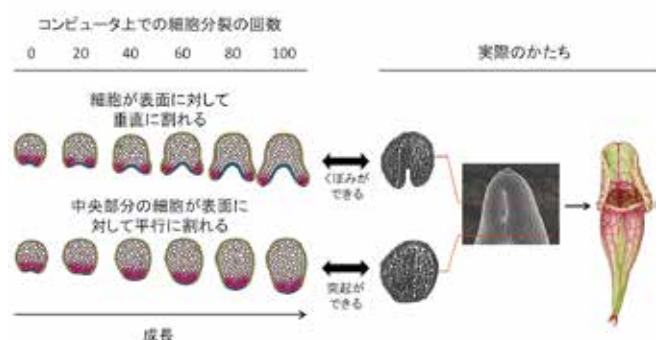 コンピュータ上での細胞分裂の回数
0 20 40 60 80 100
実際のかたち
細胞が表面に対して
垂直に割れる
くぼみが
できる
中央部分の細胞が表面に
対して平行に割れる
突起が
できる
成長